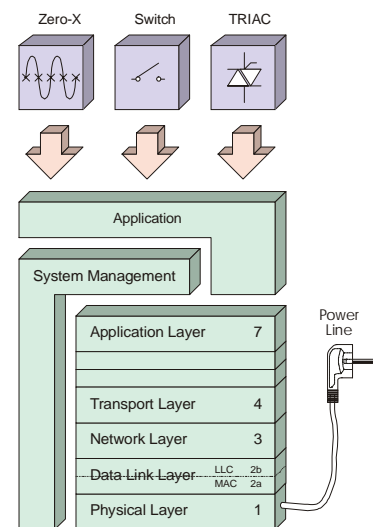 Zero-X Switch TRIAC
Application
System Management
Power
Line
Application Layer 7
Transport Layer 4
Network Layer 3
Data Link Layer LLC 2b
MAC 2a
Physical Layer 1